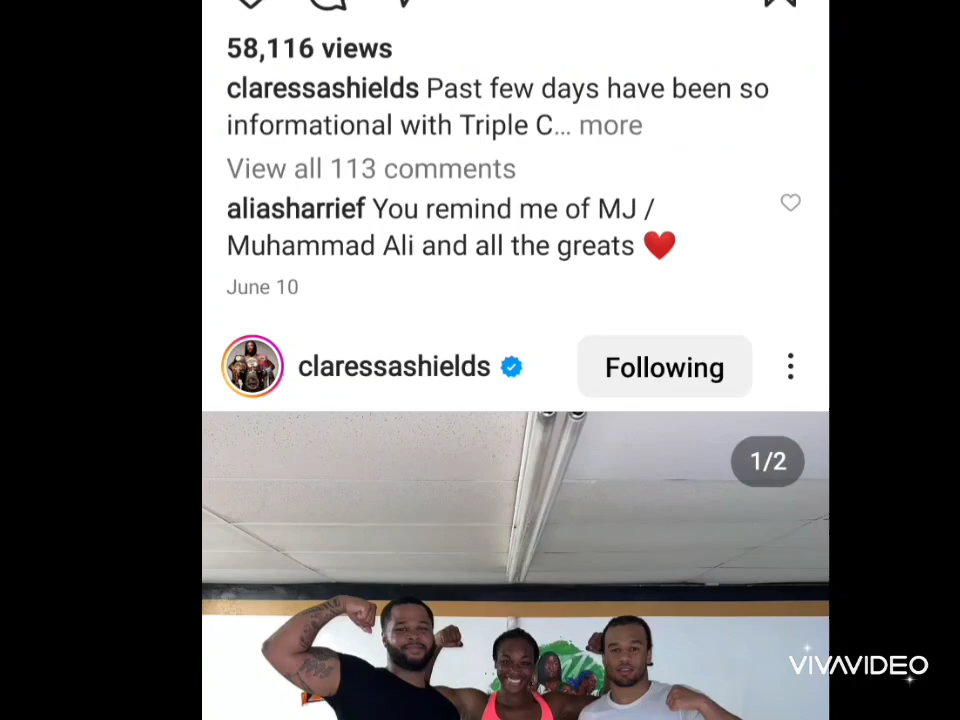 58,116 views
claressashields Past few days have been so
informational with Triple C... more
View all 113 comments
aliasharrief You remind me of MJ /
Muhammad Ali and all the greats ❤️
June 10
claressashields
Following
1/2
VIVAVIDEO